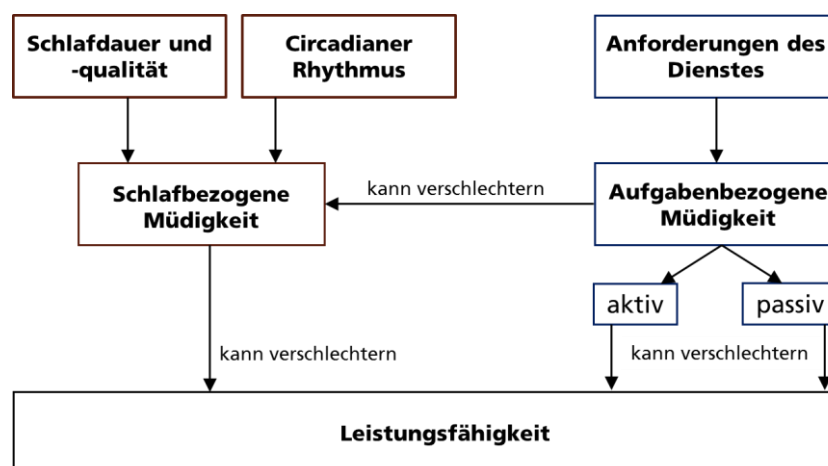 Schlafdauer und
-qualität
Circadianer
Rhythmus
Anforderungen des
Dienstes
Schlafbezogene
Müdigkeit
kann verschlechtern
Aufgabenbezogene
Müdigkeit
aktiv
passiv
kann verschlechtern
kann verschlechtern
Leistungsfähigkeit